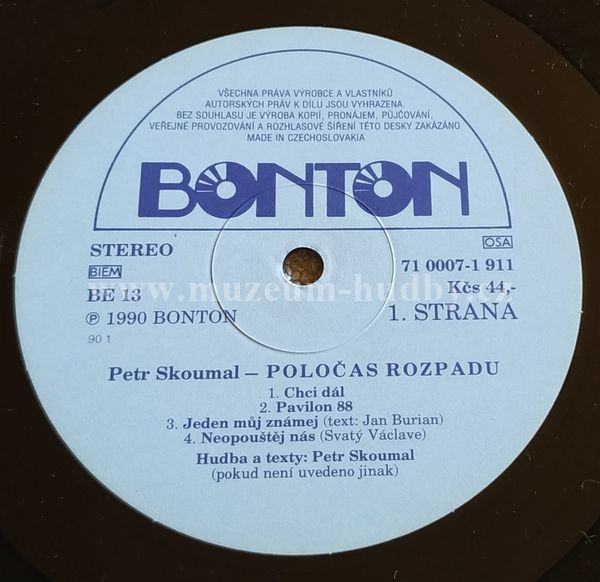 VŠECHNA PRÁVA VÝROBCE A VLASTNÍKŮ
AUTORSKÝCH PRÁV K DÍLU JSOU VYHRAZENA.
BEZ SOUHLASU JE VÝROBA KOPIÍ, PRONÁJEM, PŮJČOVÁNÍ,
VEŘEJNÉ PROVOZOVÁNÍ A ROZHLASOVÉ ŠÍŘENÍ TÉTO DESKY ZAKÁZÁNO
MADE IN CZECHOSLOVAKIA
BONTON
STEREO
OSA
BIEM
71 0007-1 911
BE 13
Kčs 44,-
www.muzeum-hudby.cz
℗ 1990 BONTON
1. STRANA
90 1
Petr Skoumal – POLOČAS ROZPADU
1. Chci dál
2. Pavilon 88
3. Jeden můj známej (text: Jan Burian)
4. Neopouštěj nás (Svatý Václave)
Hudba a texty: Petr Skoumal
(pokud není uvedeno jinak)